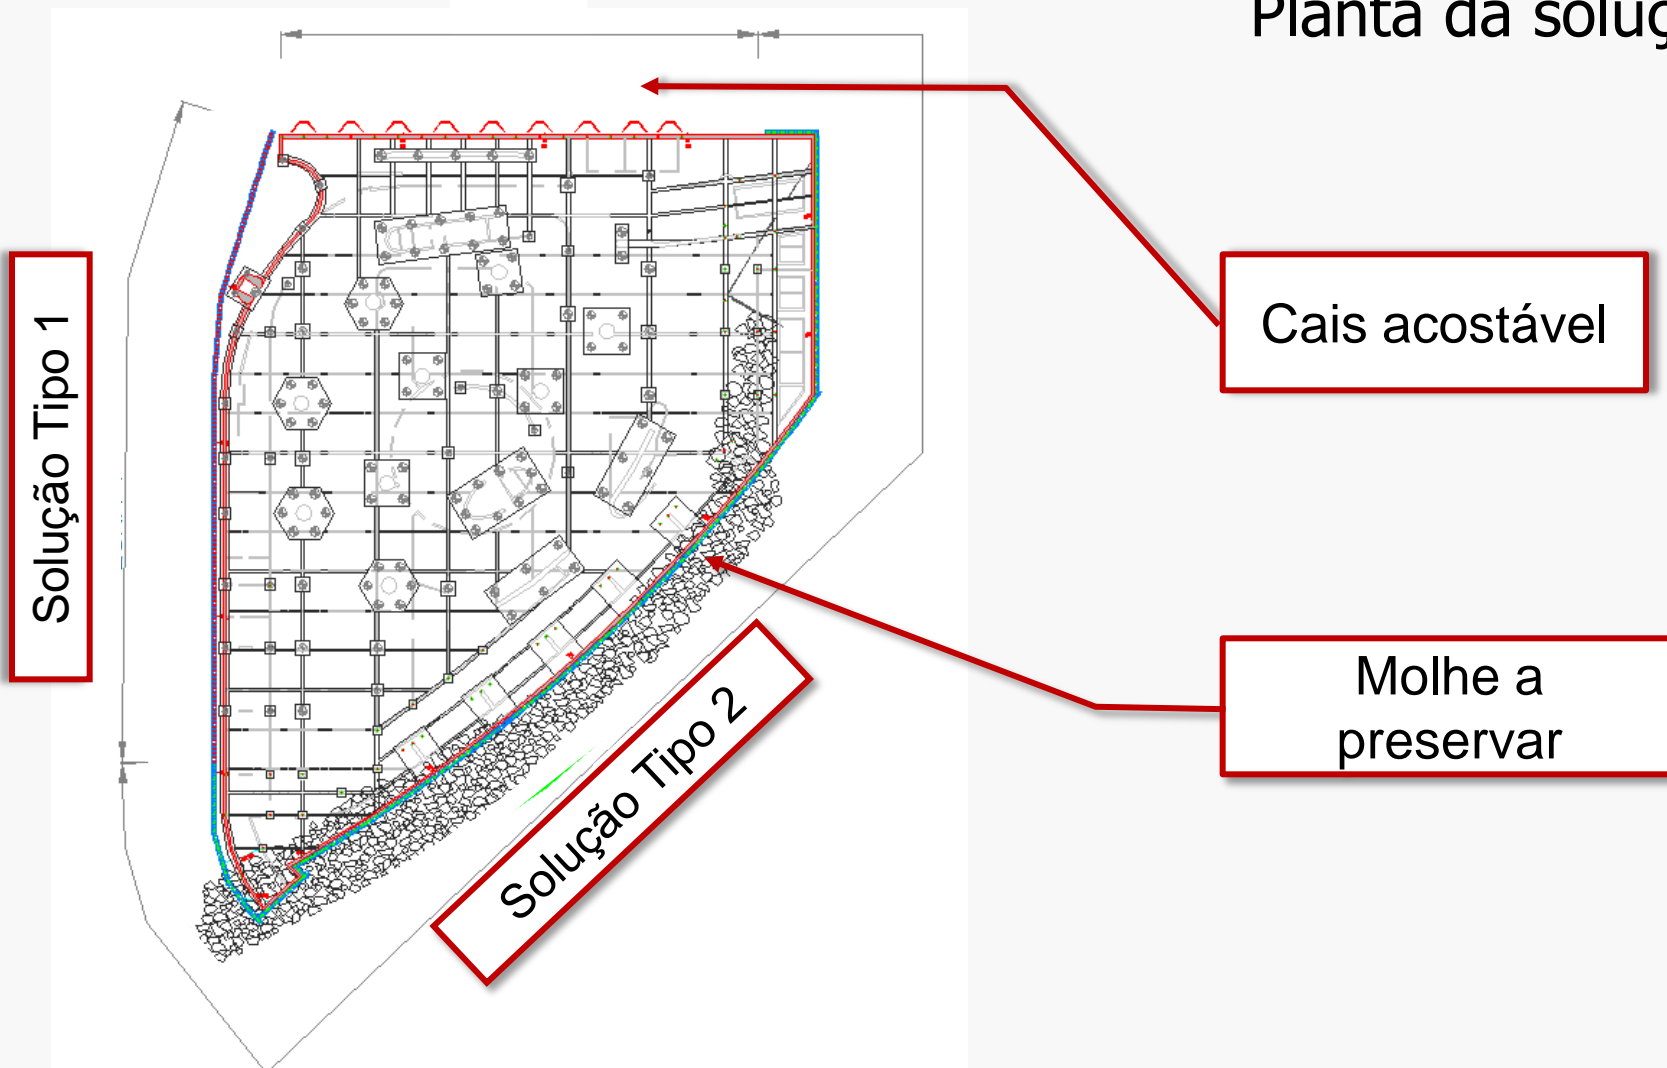 Planta da soluç
Cais acostável
Solução Tipo 1
Molhe a
preservar
Solução Tipo 2